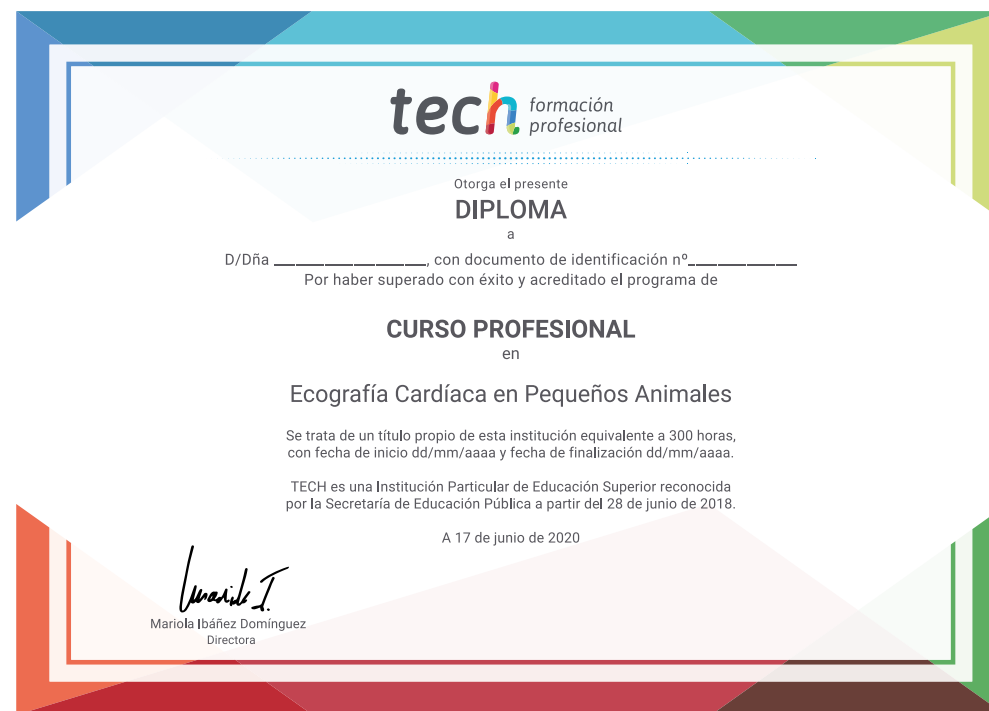 tech formación
profesional
Otorga el presente
DIPLOMA
a
D/Dña ________________, con documento de identificación nº___________
Por haber superado con éxito y acreditado el programa de
CURSO PROFESIONAL
en
Ecografía Cardíaca en Pequeños Animales
Se trata de un título propio de esta institución equivalente a 300 horas,
con fecha de inicio dd/mm/aaaa y fecha de finalización dd/mm/aaaa.
TECH es una Institución Particular de Educación Superior reconocida
por la Secretaría de Educación Pública a partir del 28 de junio de 2018.
A 17 de junio de 2020
Mariola Ibáñez Domínguez
Directora